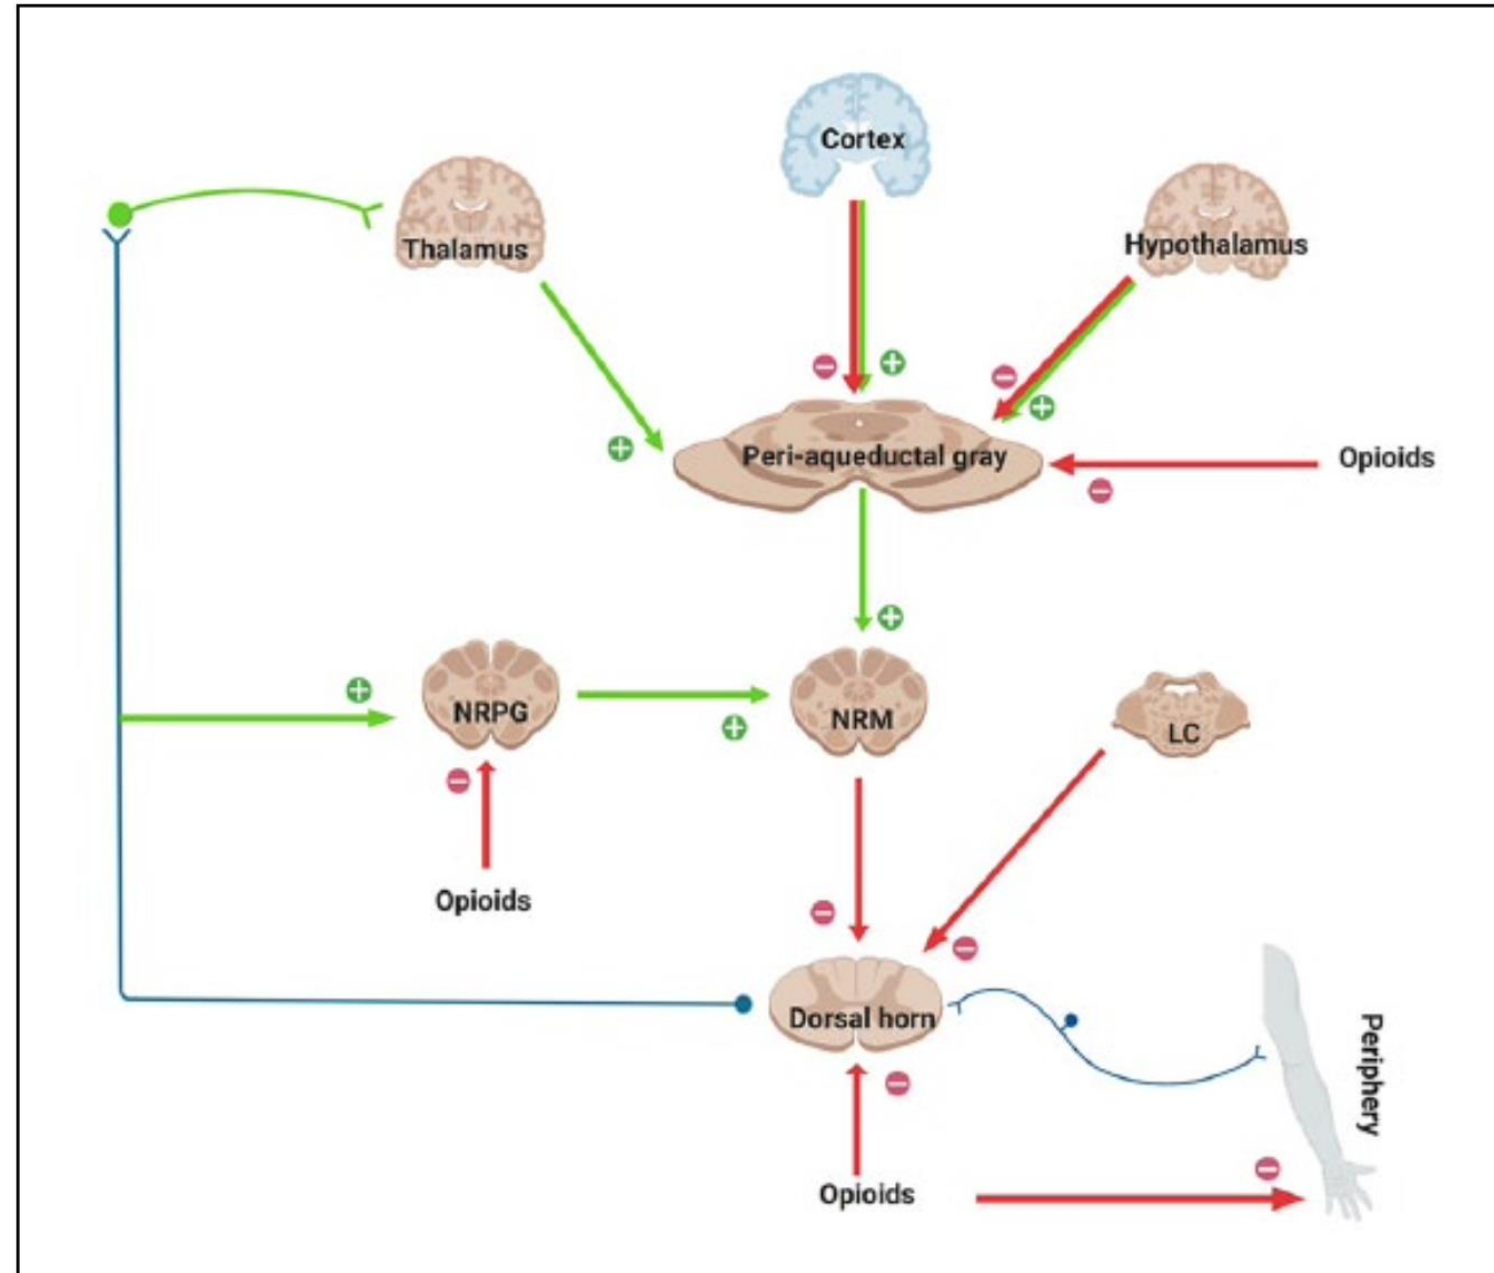 Cortex
Thalamus
Hypothalamus
Peri-aqueductal gray
Opioids
NRPG
NRM
LC
Opioids
Dorsal horn
Periphery
Opioids